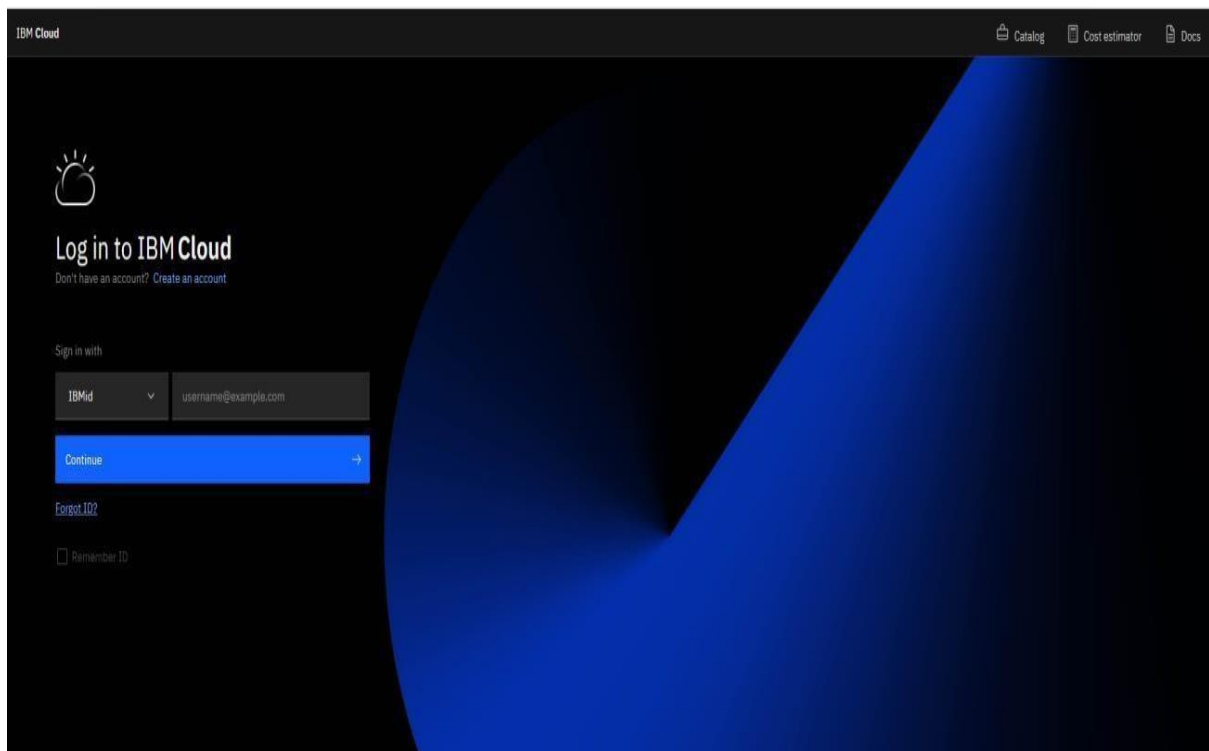 IBM Cloud
Catalog
Cost estimator
Docs
Log in to IBM Cloud
Don't have an account? Create an account
Sign in with
IBMid
username@example.com
Continue
Forgot ID?
Remember ID